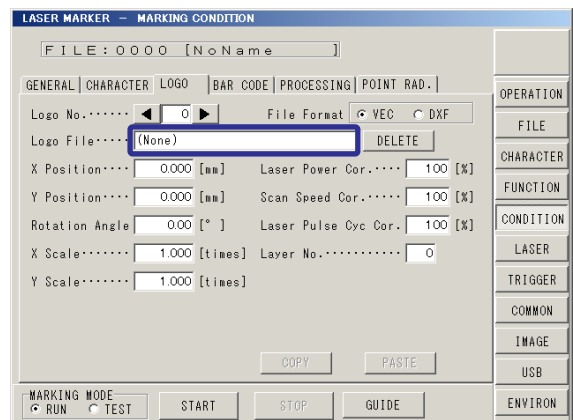 LASER MARKER － MARKING CONDITION
FILE:0000 [NoName ]
GENERAL CHARACTER LOGO BAR CODE PROCESSING POINT RAD.
Logo No.······ 0 File Format VEC DXF
Logo File····· (None) DELETE
X Position···· 0.000 [mm] Laser Power Cor.···· 100 [%]
Y Position···· 0.000 [mm] Scan Speed Cor.····· 100 [%]
Rotation Angle 0.00 [° ] Laser Pulse Cyc Cor. 100 [%]
X Scale······· 1.000 [times] Layer No.··········· 0
Y Scale······· 1.000 [times]
COPY PASTE
MARKING MODE
RUN TEST START STOP GUIDE
OPERATION
FILE
CHARACTER
FUNCTION
CONDITION
LASER
TRIGGER
COMMON
IMAGE
USB
ENVIRON